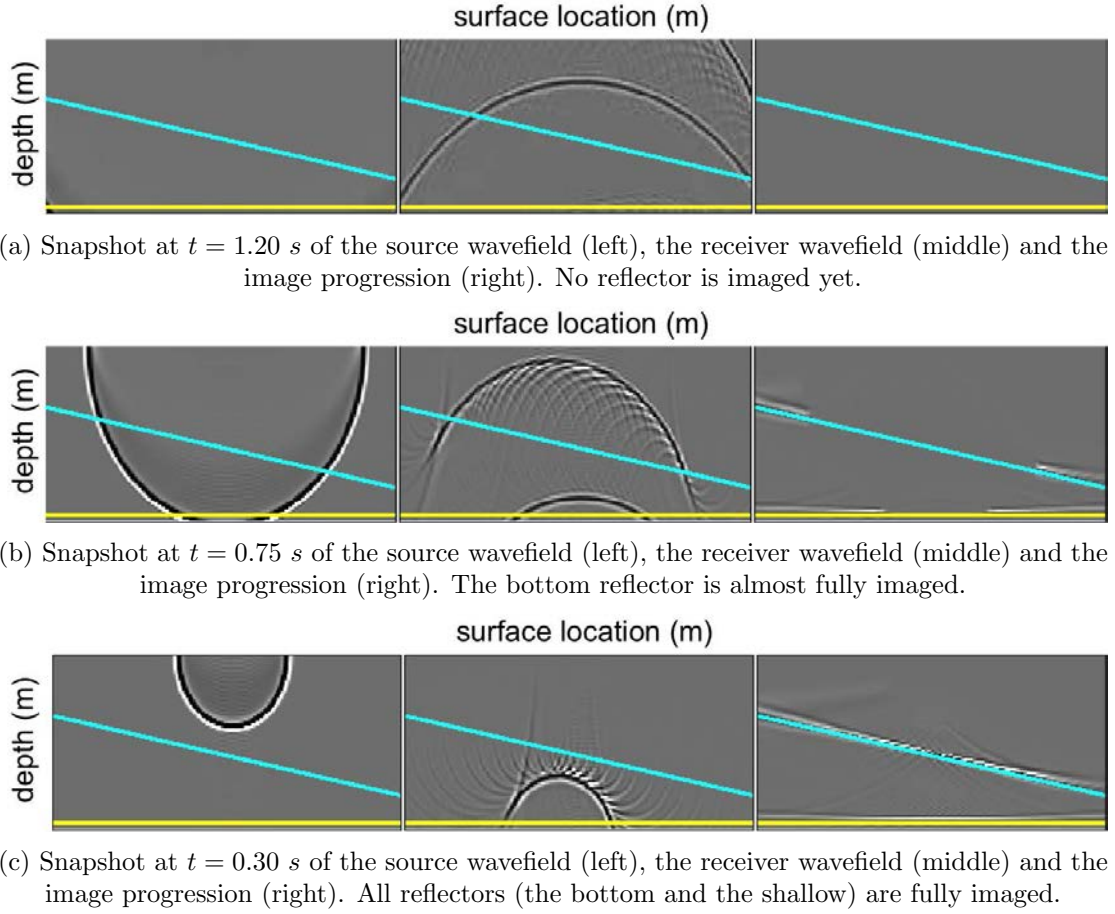 surface location (m)
depth (m)
(a) Snapshot at t = 1.20 s of the source wavefield (left), the receiver wavefield (middle) and the
image progression (right). No reflector is imaged yet.
surface location (m)
depth (m)
(b) Snapshot at t = 0.75 s of the source wavefield (left), the receiver wavefield (middle) and the
image progression (right). The bottom reflector is almost fully imaged.
surface location (m)
depth (m)
(c) Snapshot at t = 0.30 s of the source wavefield (left), the receiver wavefield (middle) and the
image progression (right). All reflectors (the bottom and the shallow) are fully imaged.